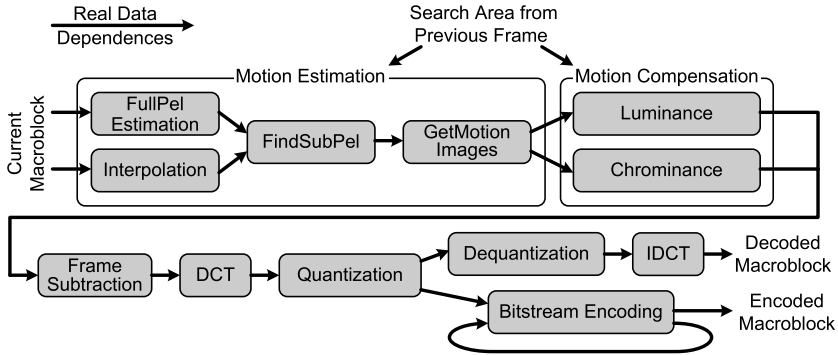 Real Data
Dependences
Search Area from
Previous Frame
Motion Estimation
Motion Compensation
Current
Macroblock
FullPel
Estimation
Interpolation
FindSubPel
GetMotion
Images
Luminance
Chrominance
Frame
Subtraction
DCT
Quantization
Dequantization
IDCT
Decoded
Macroblock
Bitstream Encoding
Encoded
Macroblock